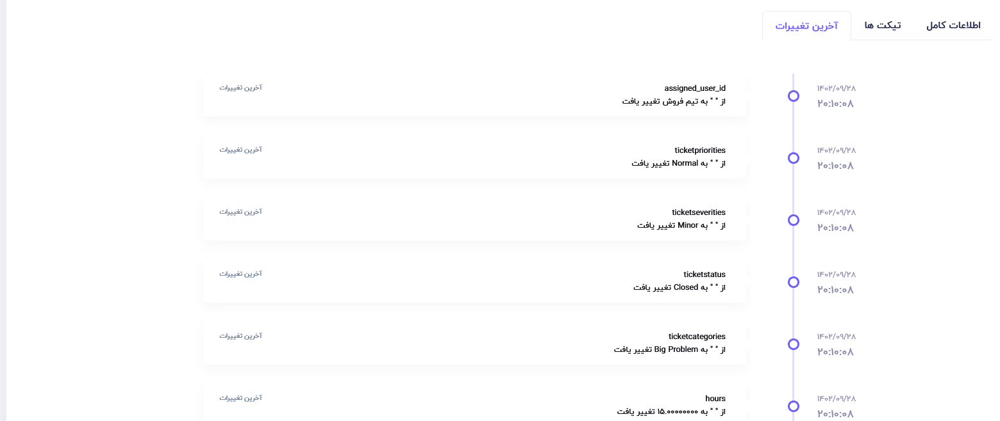 اطلاعات کامل
تیکت ها
آخرین تغییرات
۱۴۰۲/۰۹/۲۸
۲۰:۱۰:۰۸
assigned_user_id
از " " به تیم فروش تغییر یافت
آخرین تغییرات
۱۴۰۲/۰۹/۲۸
۲۰:۱۰:۰۸
ticketpriorities
از " " به Normal تغییر یافت
آخرین تغییرات
۱۴۰۲/۰۹/۲۸
۲۰:۱۰:۰۸
ticketseverities
از " " به Minor تغییر یافت
آخرین تغییرات
۱۴۰۲/۰۹/۲۸
۲۰:۱۰:۰۸
ticketstatus
از " " به Closed تغییر یافت
آخرین تغییرات
۱۴۰۲/۰۹/۲۸
۲۰:۱۰:۰۸
ticketcategories
از " " به Big Problem تغییر یافت
آخرین تغییرات
۱۴۰۲/۰۹/۲۸
۲۰:۱۰:۰۸
hours
از " " به ۱۵.۰۰۰۰۰۰۰۰ تغییر یافت
آخرین تغییرات